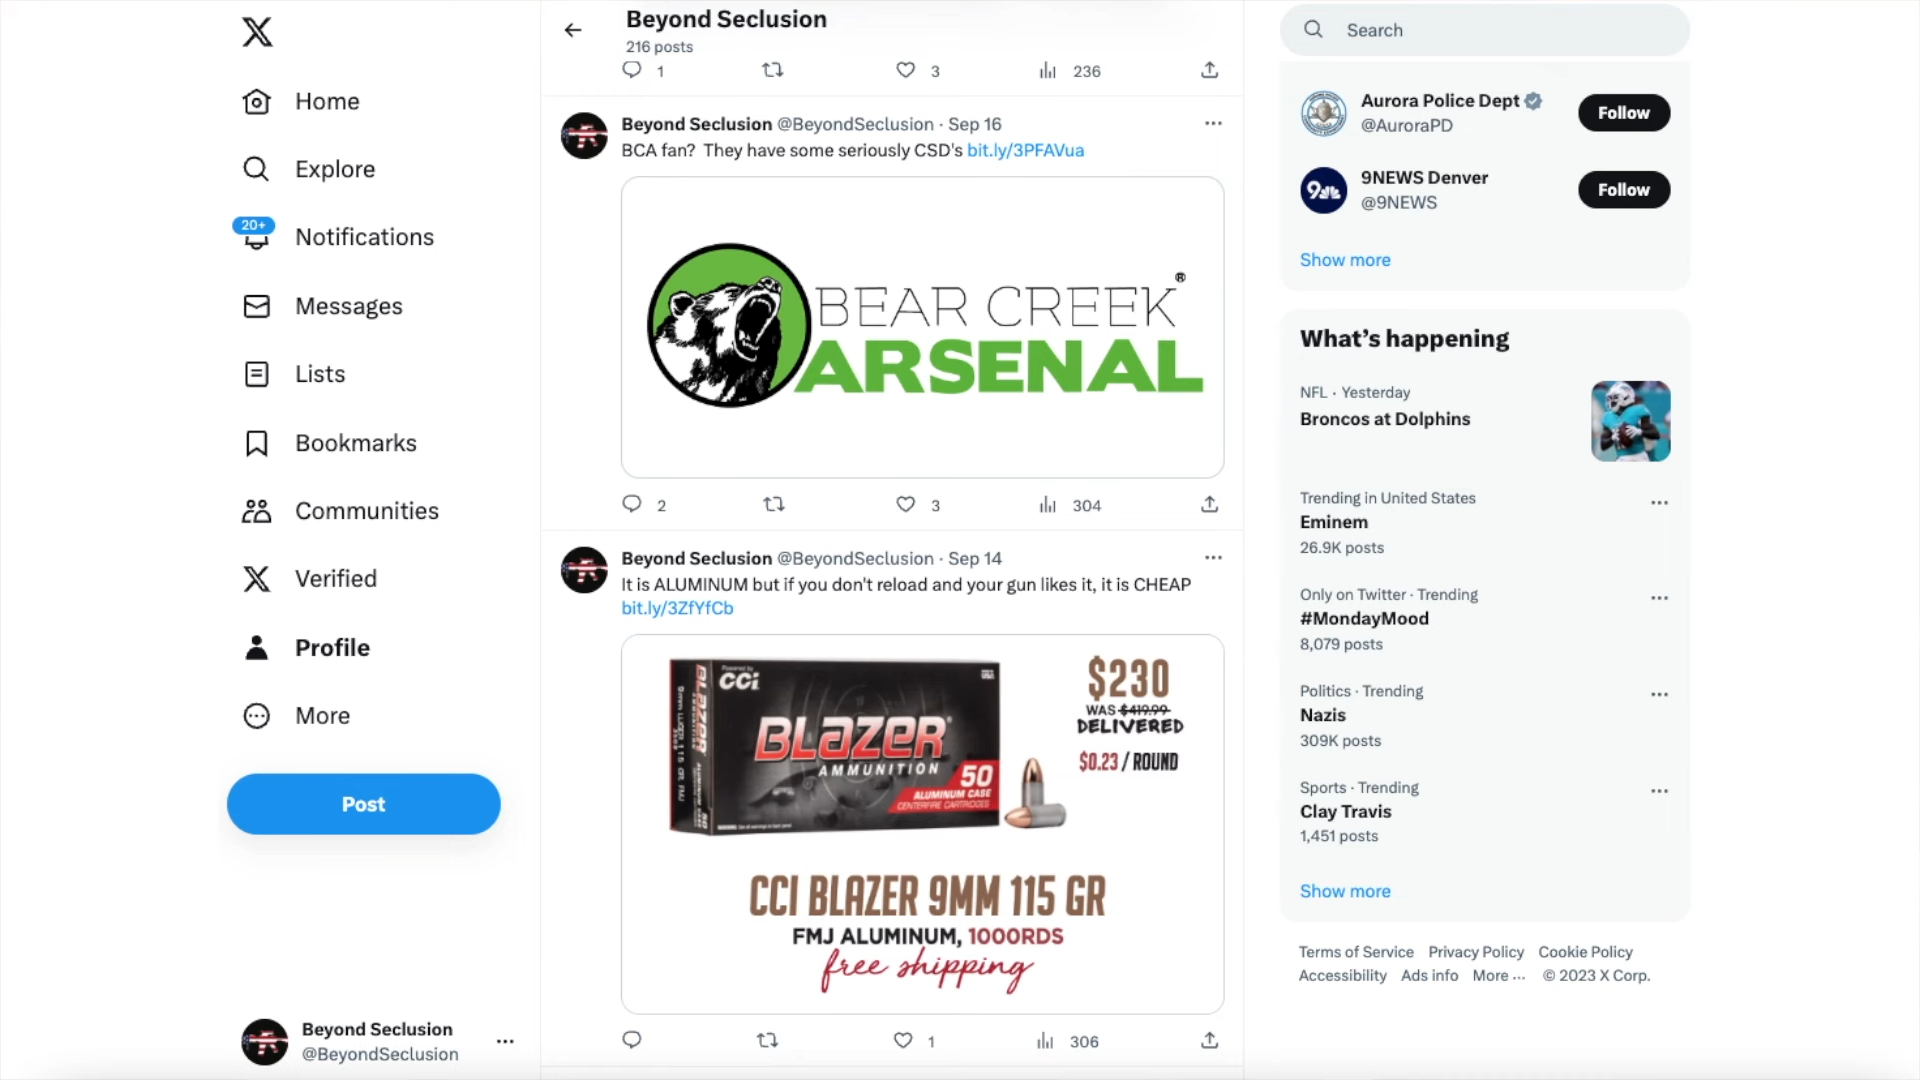 Home
Explore
20+
Notifications
Messages
Lists
Bookmarks
Communities
Verified
Profile
More
Post
Beyond Seclusion
@BeyondSeclusion
Beyond Seclusion
216 posts
1 3 236
Beyond Seclusion @BeyondSeclusion · Sep 16
BCA fan? They have some seriously CSD's bit.ly/3PFAVua
BEAR CREEK®
ARSENAL
2 3 304
Beyond Seclusion @BeyondSeclusion · Sep 14
It is ALUMINUM but if you don't reload and your gun likes it, it is CHEAP
bit.ly/3ZfYfCb
Powered by
CCI
BLAZER
AMMUNITION
50
ALUMINUM CASE
CENTERFIRE CARTRIDGES
BLAZER
$230
WAS $419.99
DELIVERED
$0.23 / ROUND
CCI BLAZER 9MM 115 GR
FMJ ALUMINUM, 1000RDS
free shipping
1 306
Search
Aurora Police Dept
@AuroraPD
Follow
9NEWS Denver
@9NEWS
Follow
Show more
What's happening
NFL · Yesterday
Broncos at Dolphins
Trending in United States
Eminem
26.9K posts
Only on Twitter · Trending
#MondayMood
8,079 posts
Politics · Trending
Nazis
309K posts
Sports · Trending
Clay Travis
1,451 posts
Show more
Terms of Service Privacy Policy Cookie Policy
Accessibility Ads info More ··· © 2023 X Corp.